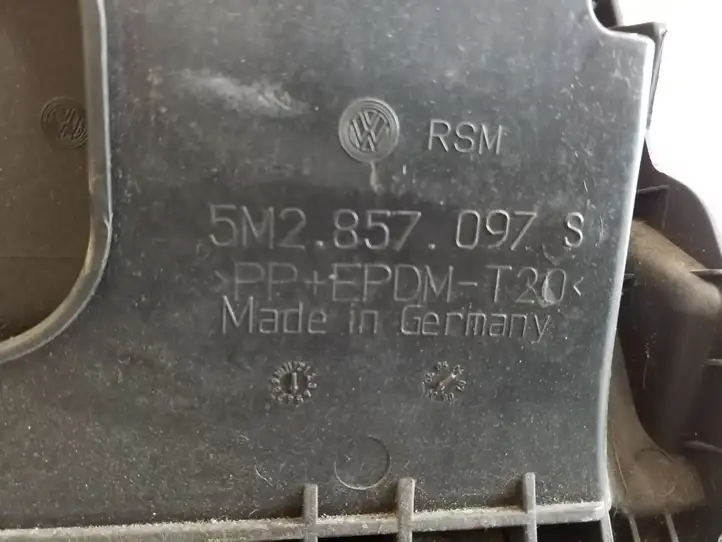 RSM
5M2.857.097 S
>PP+EPDM-T20<
Made in Germany